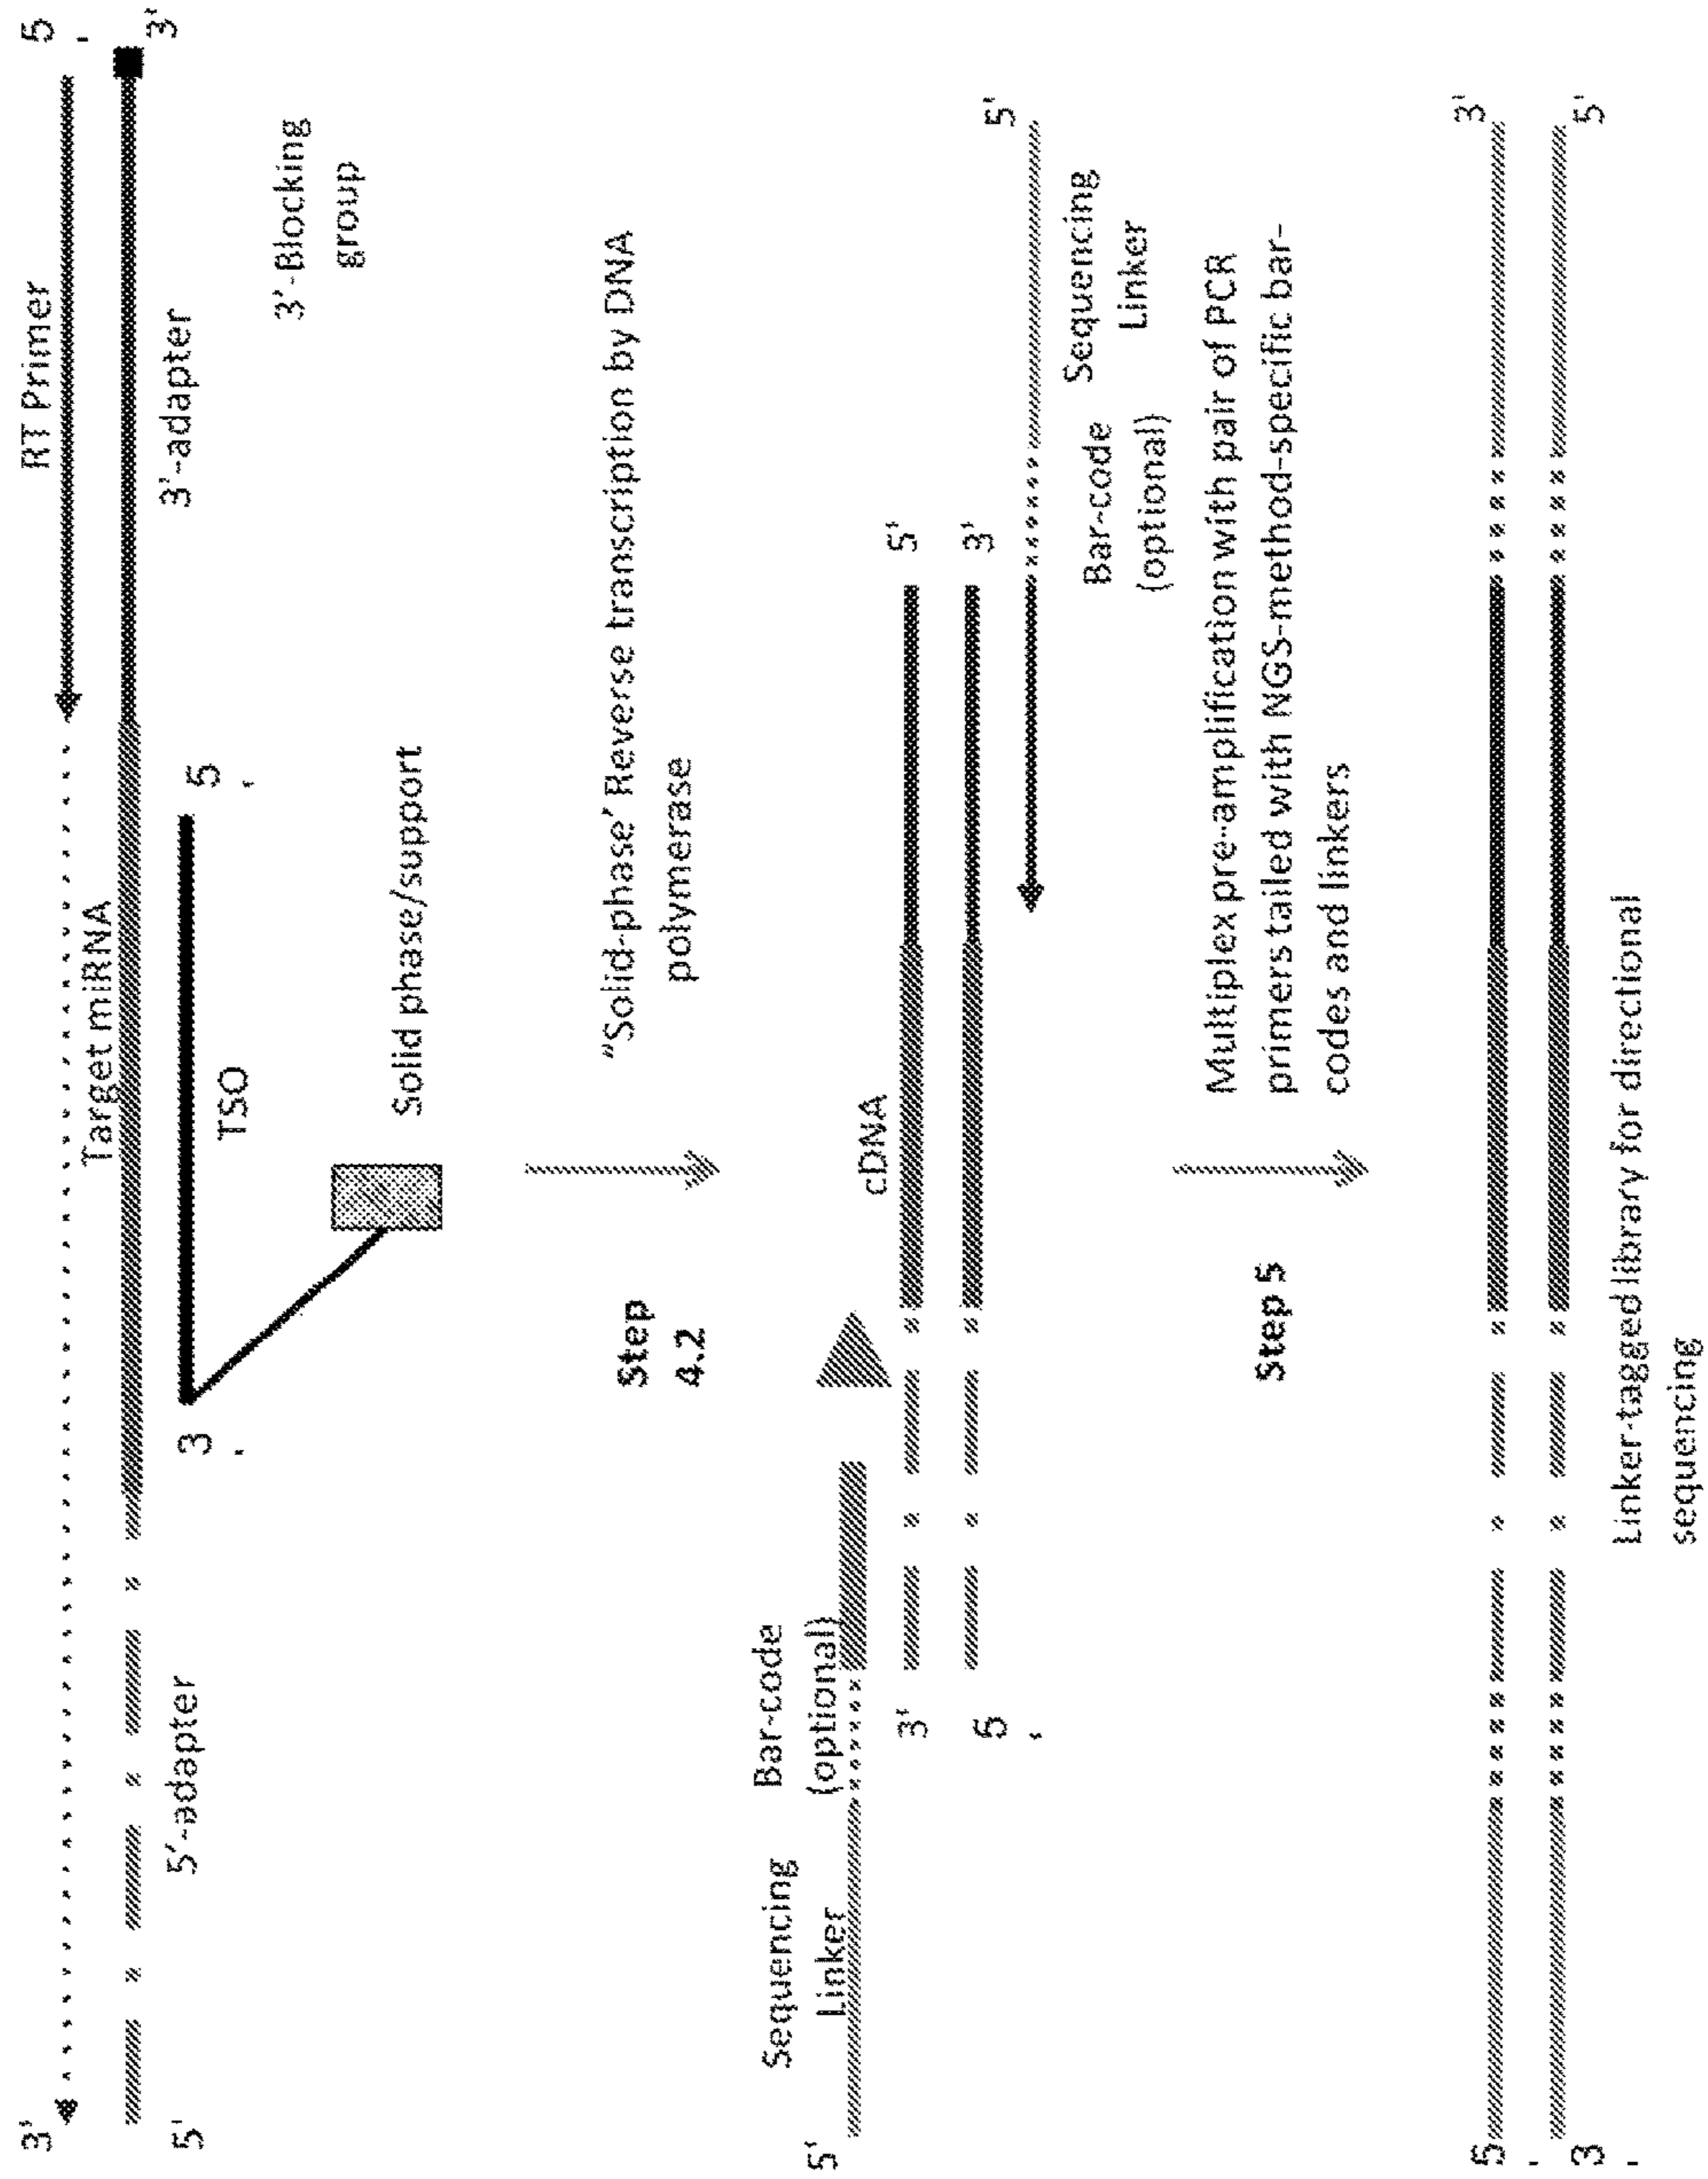 3'
RT Primer
5
'
Target miRNA
5'
3'
5'-adapter
3'-adapter
3
'
5
'
TSO
3'-Blocking
group
Solid phase/support
Step
4.2
"Solid-phase' Reverse transcription by DNA
polymerase
Sequencing
Linker
Bar-code
(optional)
5'
cDNA
3'
5'
5
'
3'
5'
Bar-code
(optional)
Sequencing
Linker
Step 5
Multiplex pre-amplification with pair of PCR
primers tailed with NGS-method-specific bar-
codes and linkers
5
'
3'
3
'
5'
Linker-tagged library for directional
sequencing